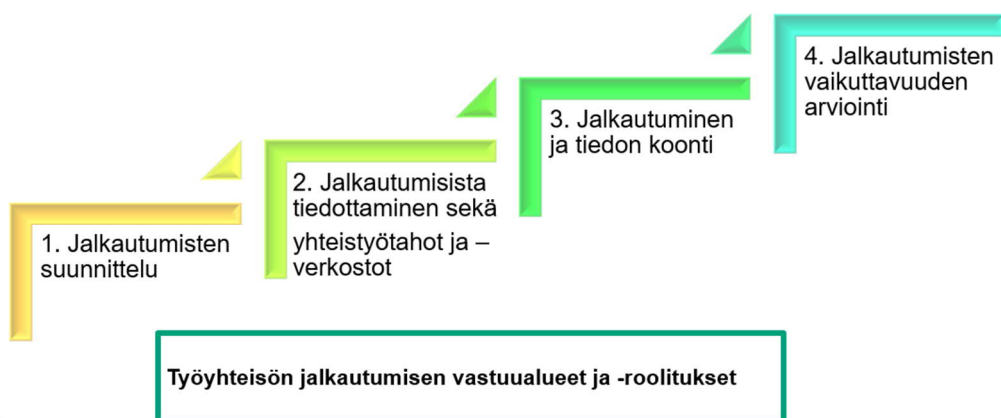 1. Jalkautumisten
suunnittelu
2. Jalkautumisista
tiedottaminen sekä
yhteistyötahot ja –
verkostot
3. Jalkautuminen
ja tiedon koonti
4. Jalkautumisten
vaikuttavuuden
arviointi
Työyhteisön jalkautumisen vastuualueet ja -roolitukset